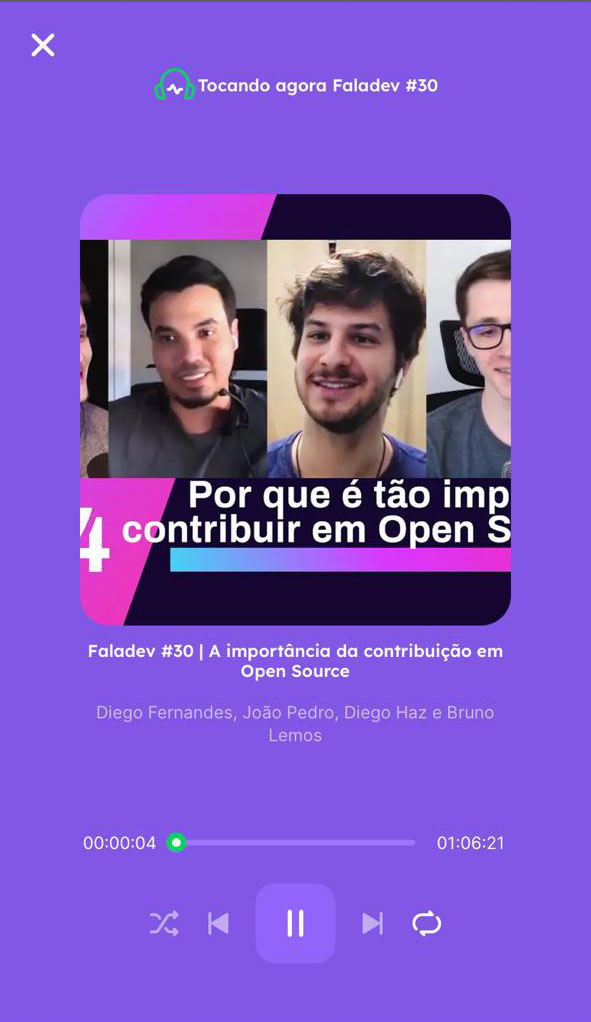 Tocando agora Faladev #30
Por que é tão imp
contribuir em Open S
4
Faladev #30 | A importância da contribuição em
Open Source
Diego Fernandes, João Pedro, Diego Haz e Bruno
Lemos
00:00:04
01:06:21